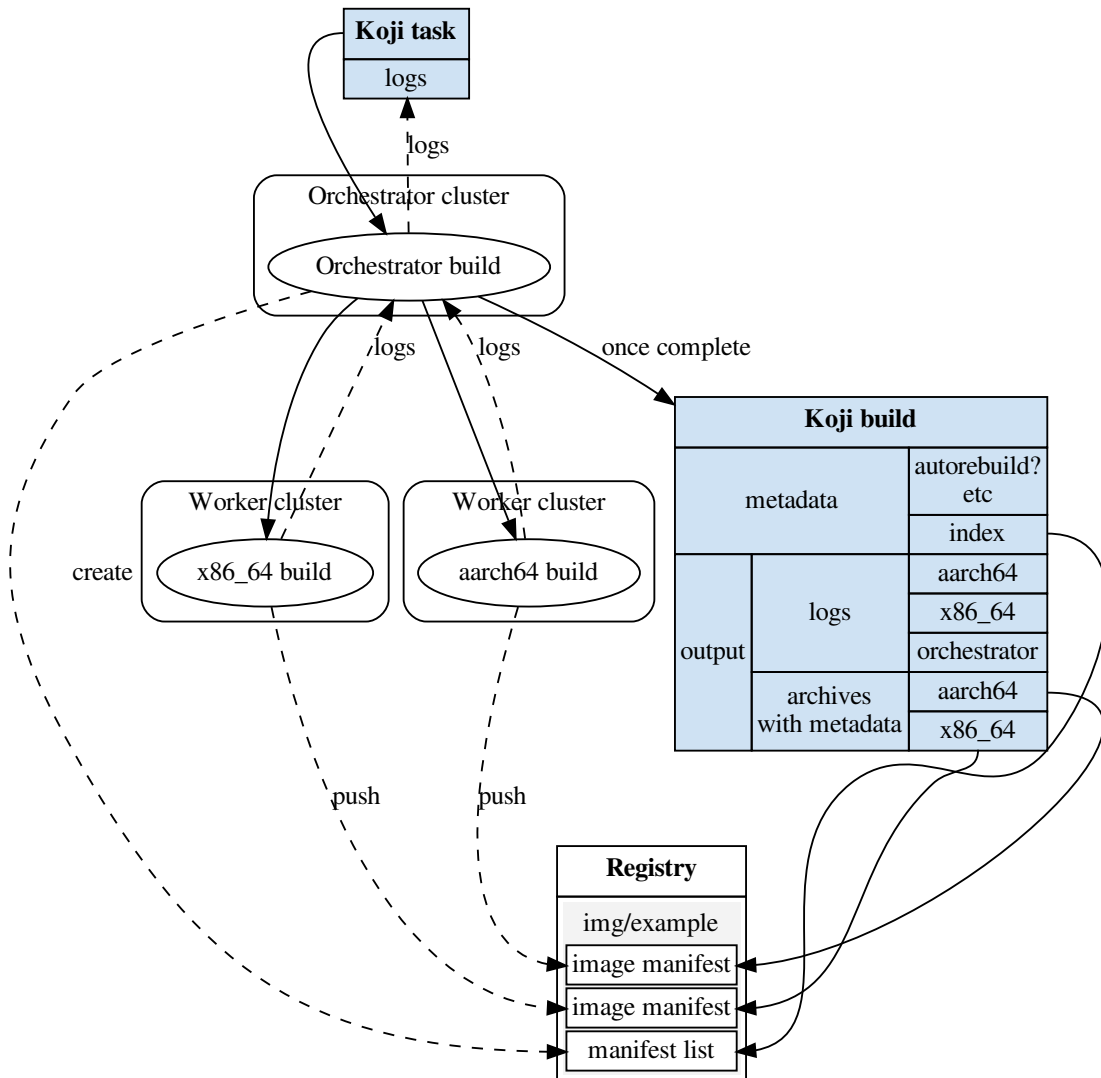 Koji task
logs
logs
Orchestrator cluster
Orchestrator build
logs
logs
once complete
Koji build
metadata
autorebuild?
etc
index
output
logs
aarch64
x86_64
orchestrator
archives
with metadata
aarch64
x86_64
Worker cluster
x86_64 build
Worker cluster
aarch64 build
create
push
push
Registry
img/example
image manifest
image manifest
manifest list